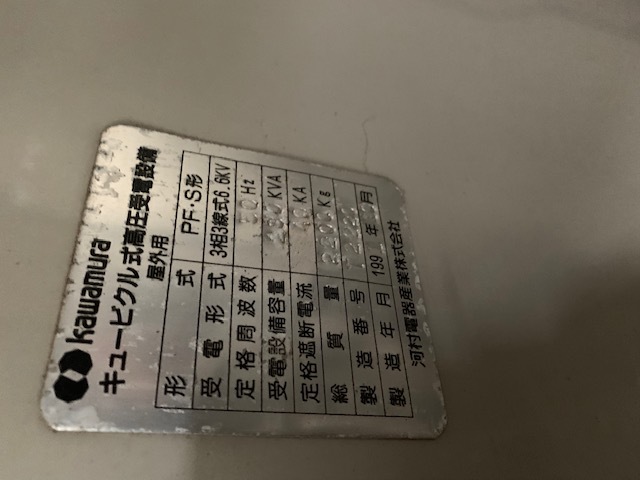 kawamura
キュービクル式高圧受電設備
屋外用
形式 PF・S形
受電形式 3相3線式6.6KV
定格周波数 50 Hz
受電設備容量 KVA
定格遮断電流 KA
総質量 Kg
製造番号
製造年月 199 年 月
河村電器産業株式会社